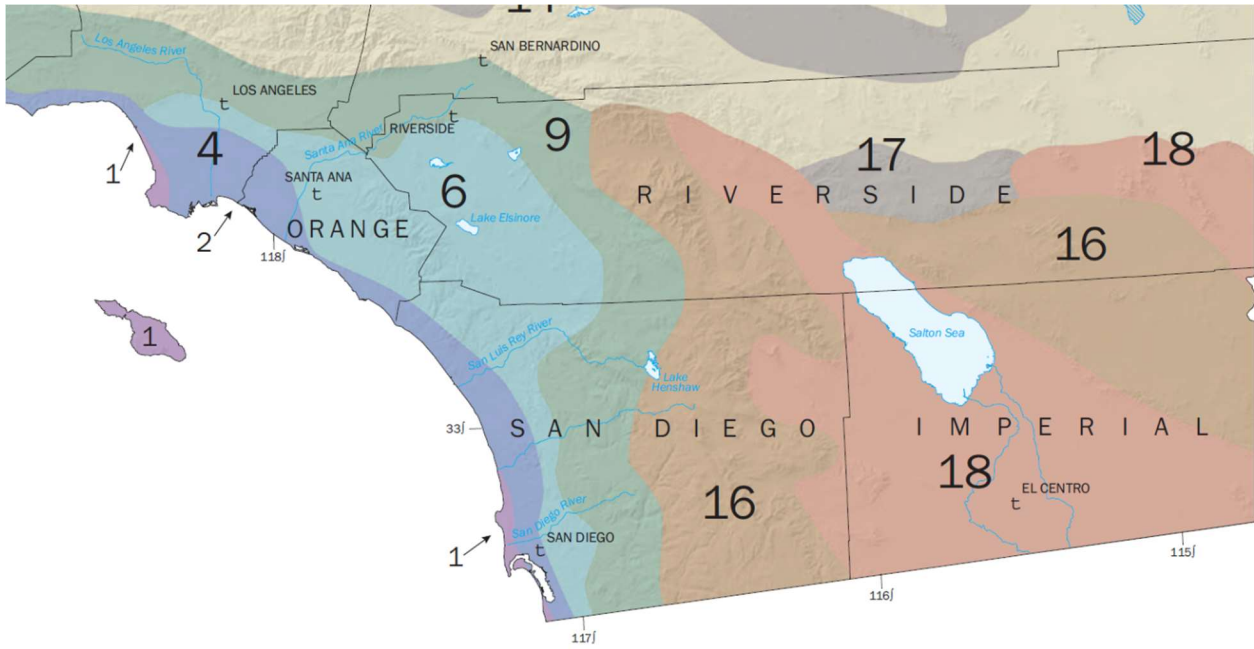 Los Angeles River
SAN BERNARDINO
t
LOS ANGELES
t
t
RIVERSIDE
4
9
17
18
Santa Ana River
1
SANTA ANA
t
6
RIVERSIDE
Lake Elsinore
2
ORANGE
16
118∫
1
Salton Sea
San Luis Rey River
Lake
Henshaw
33∫
SAN DIEGO
IMPERIAL
18
16
EL CENTRO
t
San Diego River
1
SAN DIEGO
t
115∫
116∫
117∫